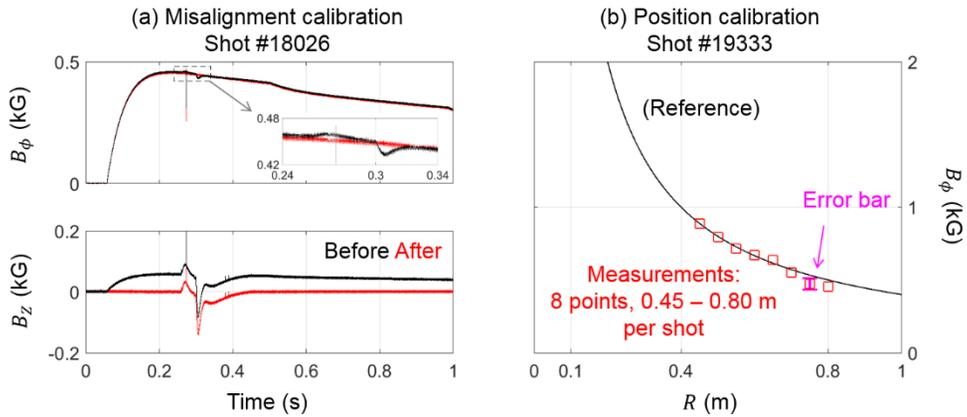 (a) Misalignment calibration
Shot #18026
0.5
0
B_ϕ (kG)
0.48
0.42
0.24
0.3
0.34
0.2
0
-0.2
B_Z (kG)
Before After
0
0.2
0.4
0.6
0.8
1
Time (s)
(b) Position calibration
Shot #19333
(Reference)
Error bar
Measurements:
8 points, 0.45 – 0.80 m
per shot
2
1
0
B_ϕ (kG)
0
0.1
0.4
0.8
1
R (m)